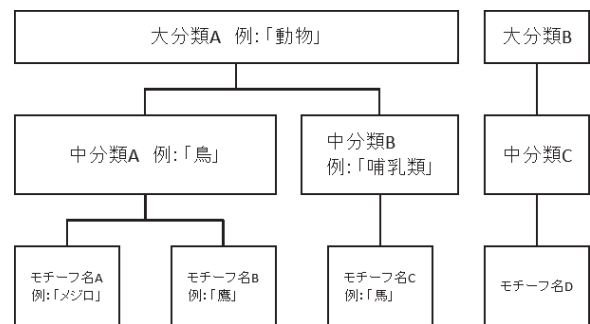 大分類A 例:「動物」
大分類B
中分類A 例:「鳥」
中分類B
例:「哺乳類」
中分類C
モチーフ名A
例:「メジロ」
モチーフ名B
例:「鷹」
モチーフ名C
例:「馬」
モチーフ名D